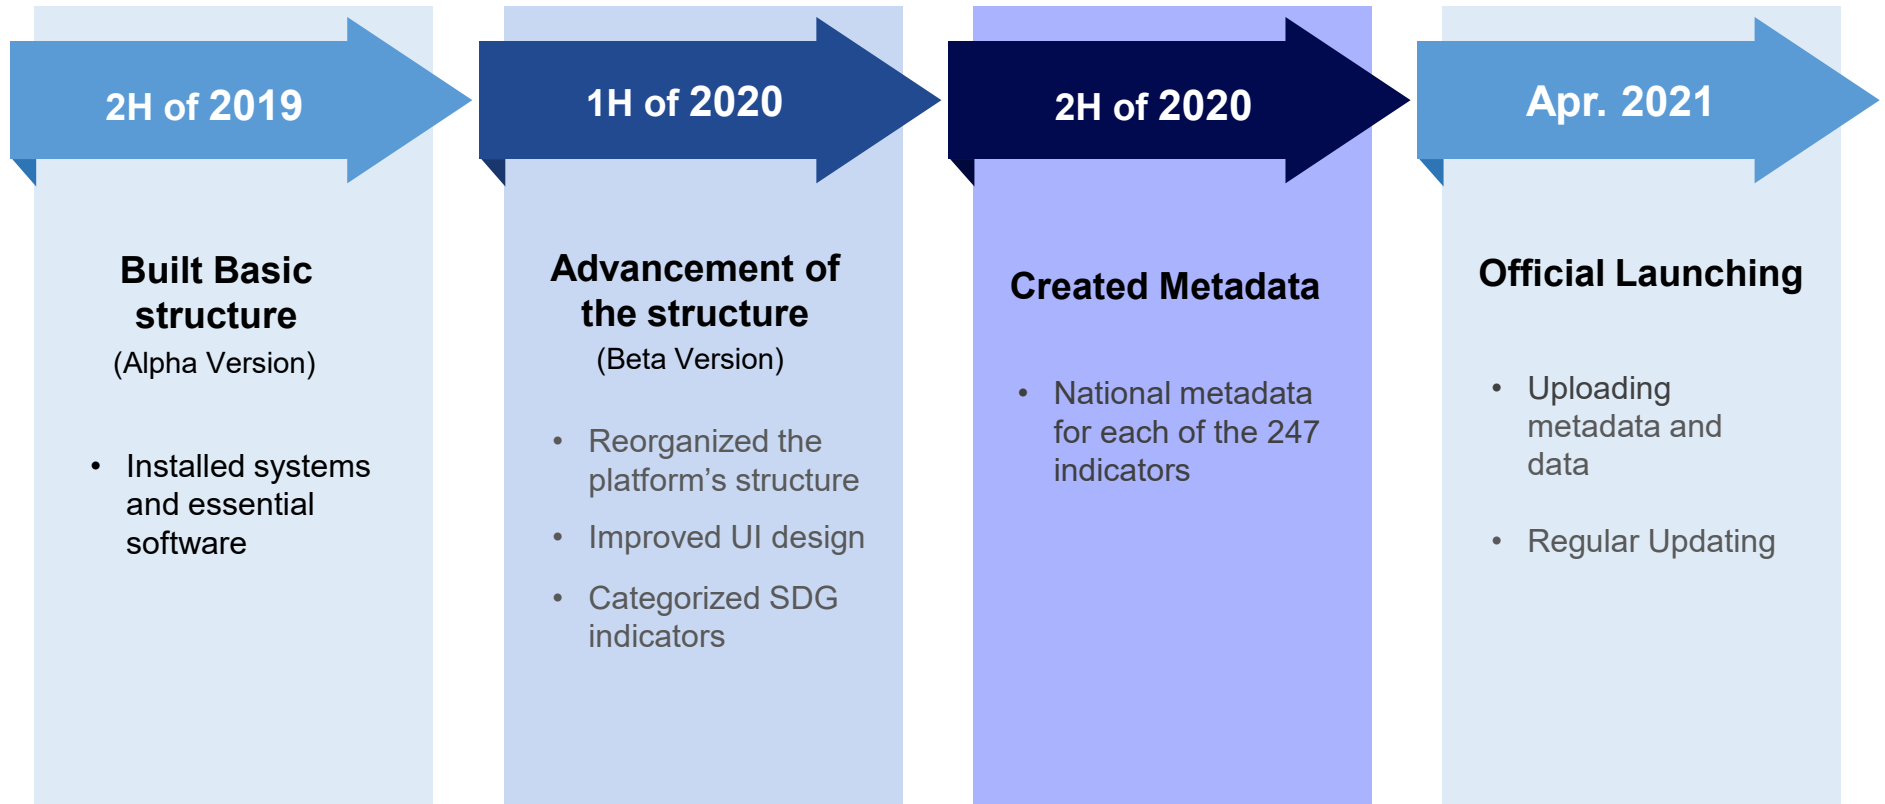 2H of 2019
Built Basic
structure
(Alpha Version)
• Installed systems
and essential
software
1H of 2020
Advancement of
the structure
(Beta Version)
• Reorganized the
platform’s structure
• Improved UI design
• Categorized SDG
indicators
2H of 2020
Created Metadata
• National metadata
for each of the 247
indicators
Apr. 2021
Official Launching
• Uploading
metadata and
data
• Regular Updating